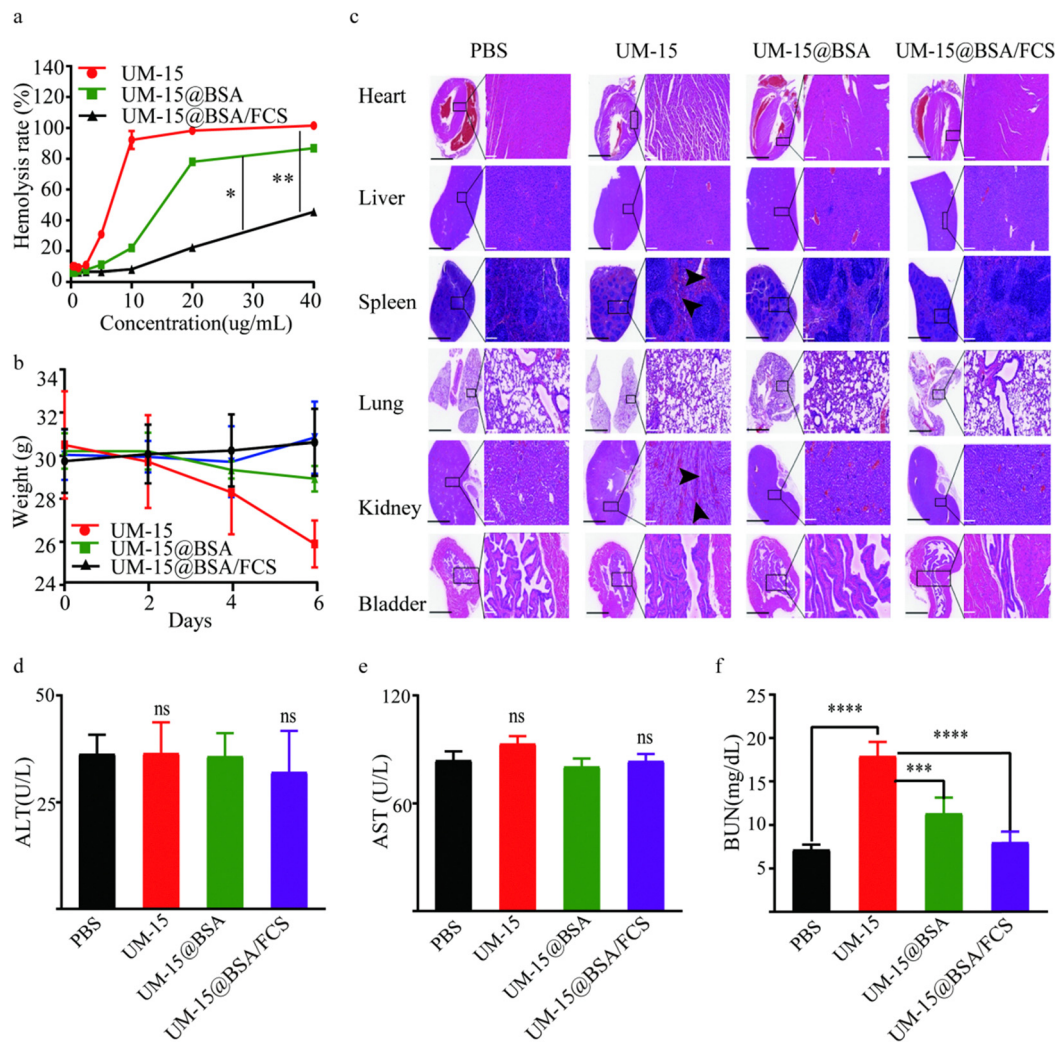 a
Hemolysis rate (%)
140
120
100
80
60
40
20
0
UM-15
UM-15@BSA
UM-15@BSA/FCS
*
**
0
10
20
30
40
Concentration(ug/mL)
b
Weight (g)
34
32
30
28
26
24
UM-15
UM-15@BSA
UM-15@BSA/FCS
0
2
4
6
Days
c
PBS
UM-15
UM-15@BSA
UM-15@BSA/FCS
Heart
Liver
Spleen
Lung
Kidney
Bladder
d
ALT(U/L)
50
25
ns
ns
PBS
UM-15
UM-15@BSA
UM-15@BSA/FCS
e
AST (U/L)
120
60
ns
ns
PBS
UM-15
UM-15@BSA
UM-15@BSA/FCS
f
BUN(mg/dL)
25
20
15
10
5
****
****
***
PBS
UM-15
UM-15@BSA
UM-15@BSA/FCS